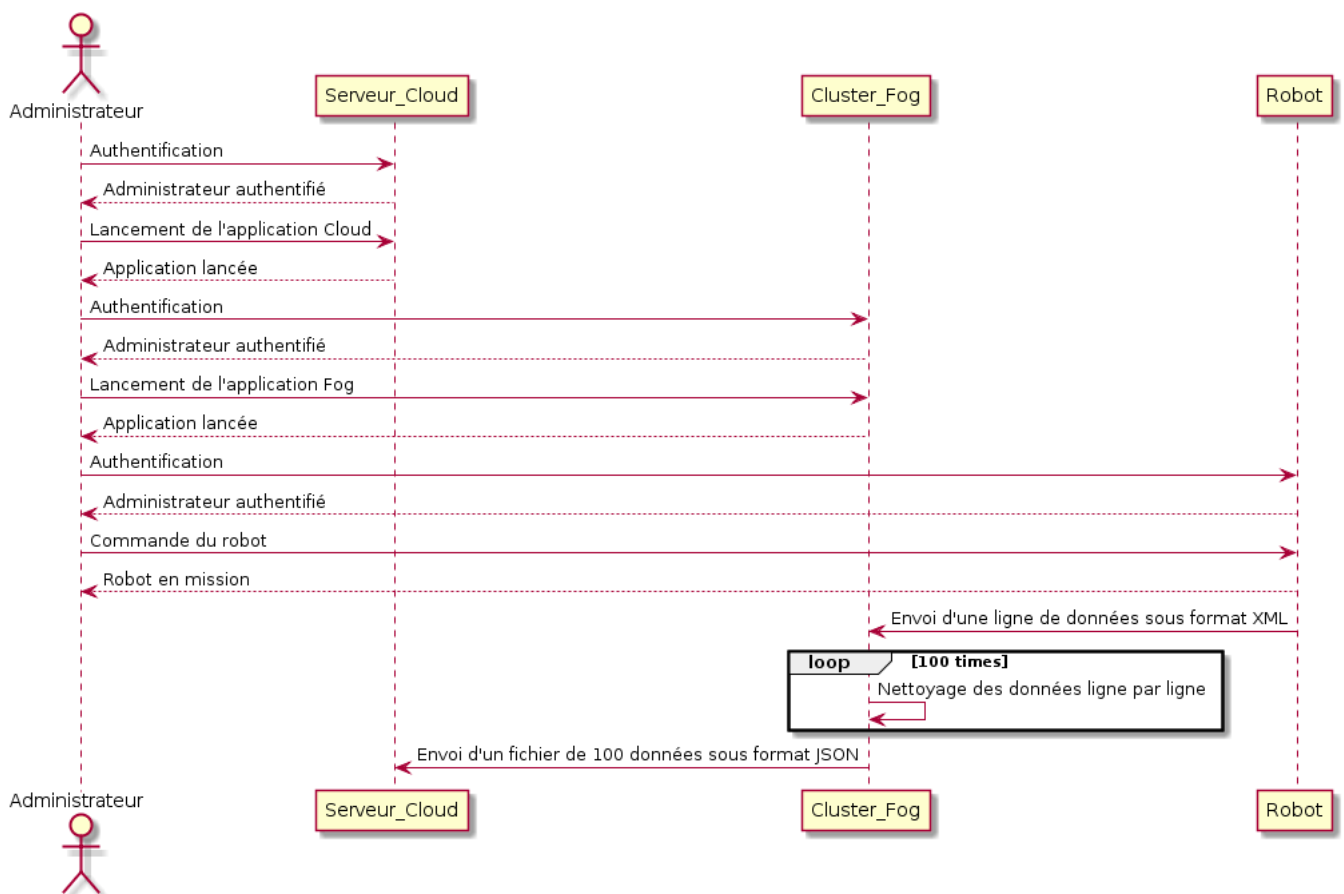 Administrateur
Serveur_Cloud
Cluster_Fog
Robot
Authentification
Administrateur authentifié
Lancement de l'application Cloud
Application lancée
Authentification
Administrateur authentifié
Lancement de l'application Fog
Application lancée
Authentification
Administrateur authentifié
Commande du robot
Robot en mission
Envoi d'une ligne de données sous format XML
loop [100 times]
Nettoyage des données ligne par ligne
Envoi d'un fichier de 100 données sous format JSON
Administrateur
Serveur_Cloud
Cluster_Fog
Robot